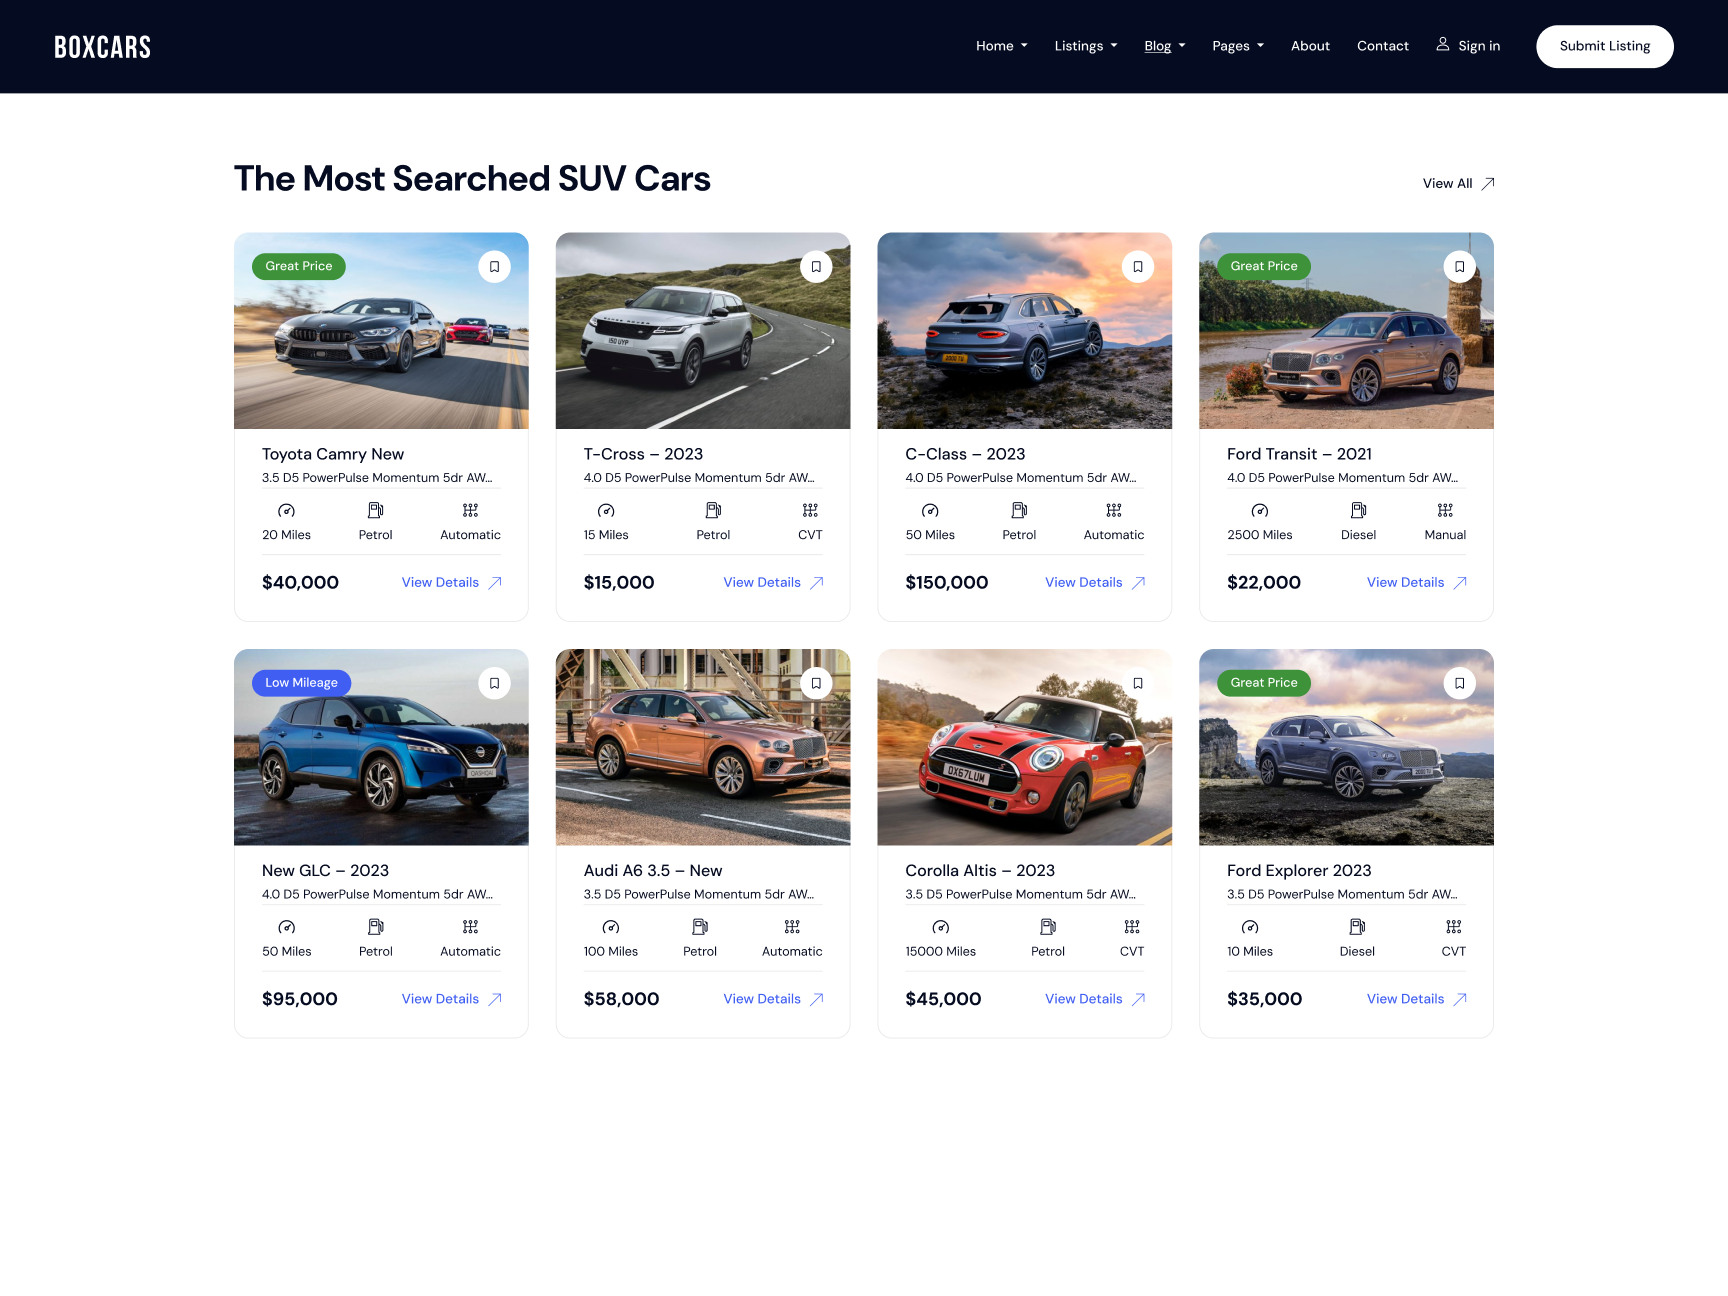 BOXCARS
Home Listings Blog Pages About Contact Sign in Submit Listing
The Most Searched SUV Cars
View All
Great Price
Great Price
150 UYP
Toyota Camry New
3.5 D5 PowerPulse Momentum 5dr AW...
20 Miles Petrol Automatic
$40,000 View Details
T-Cross – 2023
4.0 D5 PowerPulse Momentum 5dr AW...
15 Miles Petrol CVT
$15,000 View Details
C-Class – 2023
4.0 D5 PowerPulse Momentum 5dr AW...
50 Miles Petrol Automatic
$150,000 View Details
Ford Transit – 2021
4.0 D5 PowerPulse Momentum 5dr AW...
2500 Miles Diesel Manual
$22,000 View Details
Low Mileage
QASHQAI
OX67LUM
Great Price
New GLC – 2023
4.0 D5 PowerPulse Momentum 5dr AW...
50 Miles Petrol Automatic
$95,000 View Details
Audi A6 3.5 – New
3.5 D5 PowerPulse Momentum 5dr AW...
100 Miles Petrol Automatic
$58,000 View Details
Corolla Altis – 2023
3.5 D5 PowerPulse Momentum 5dr AW...
15000 Miles Petrol CVT
$45,000 View Details
Ford Explorer 2023
3.5 D5 PowerPulse Momentum 5dr AW...
10 Miles Diesel CVT
$35,000 View Details